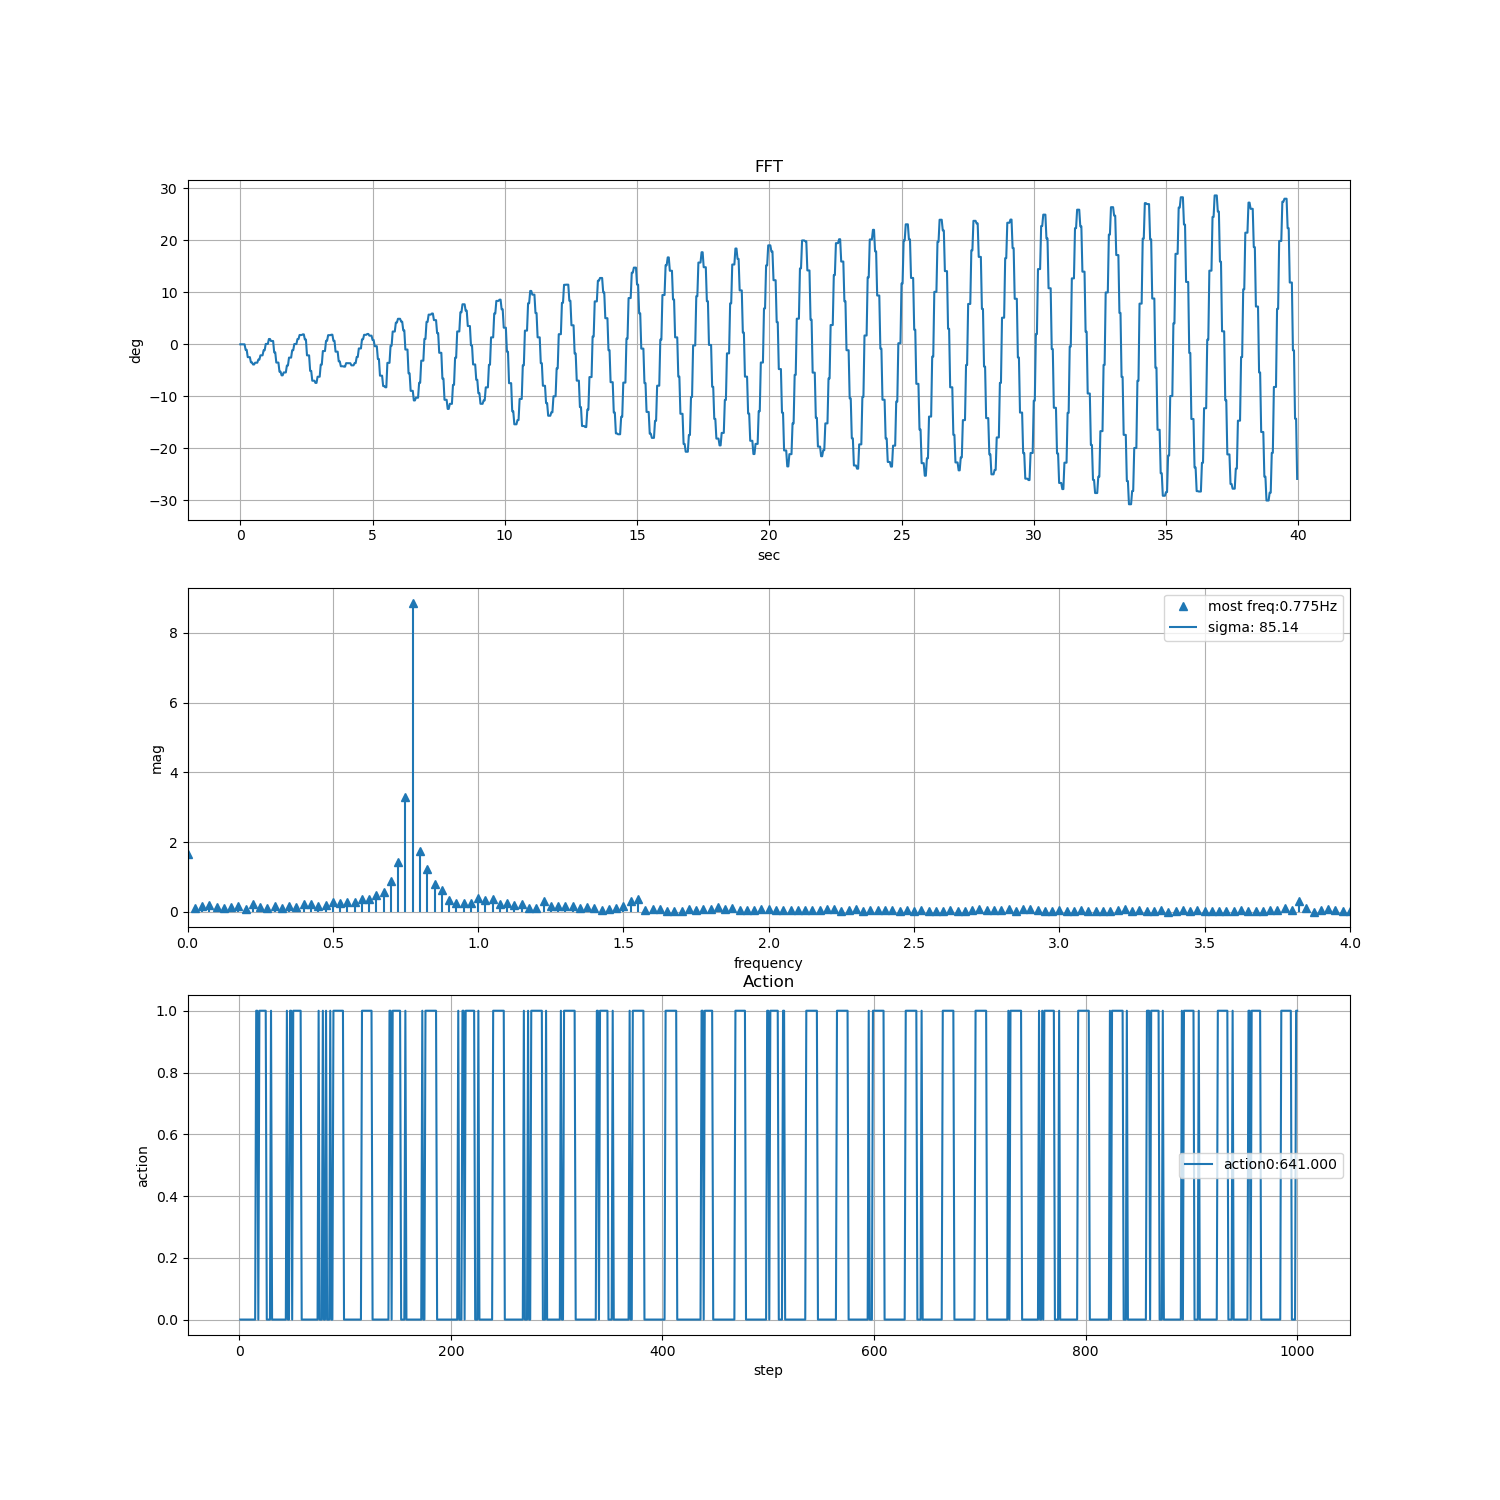 FFT
30
20
10
0
−10
−20
−30
deg
0 5 10 15 20 25 30 35 40
sec
most freq:0.775Hz
sigma: 85.14
8
6
4
2
0
mag
0.0 0.5 1.0 1.5 2.0 2.5 3.0 3.5 4.0
frequency
Action
1.0
0.8
0.6
0.4
0.2
0.0
action
action0:641.000
0 200 400 600 800 1000
step